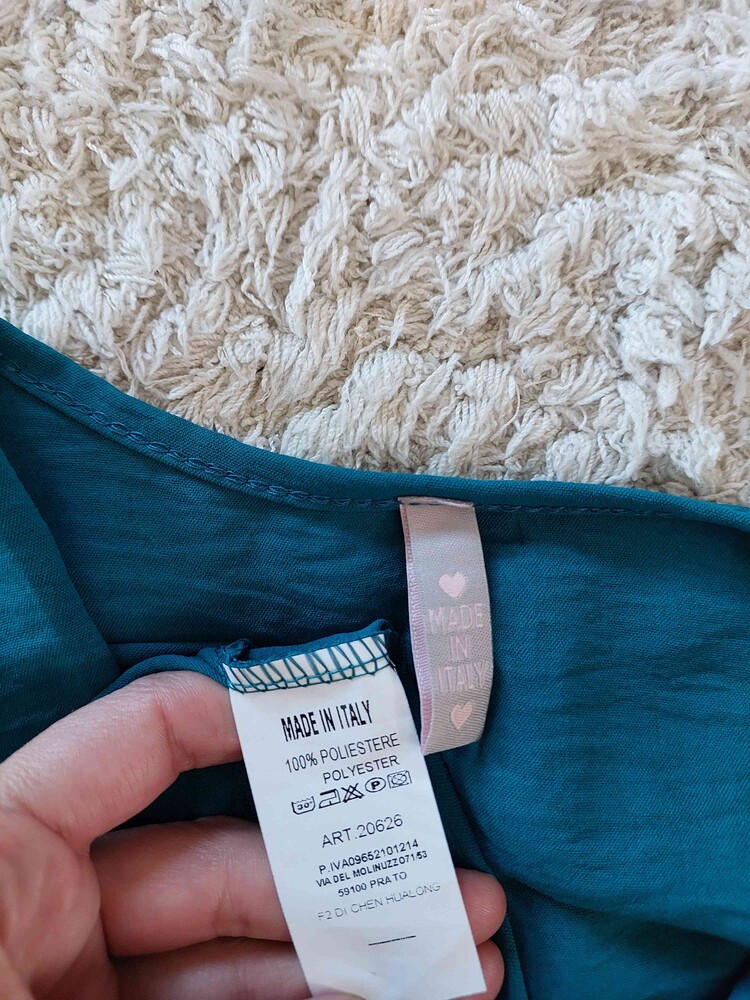 MADE
IN
ITALY
MADE IN ITALY
100% POLIESTERE
POLYESTER
30° P
ART.20626
P.IVA09652101214
VIA DEL MOLINUZZO71/53
59100 PRATO
F2 DI CHEN HUALONG